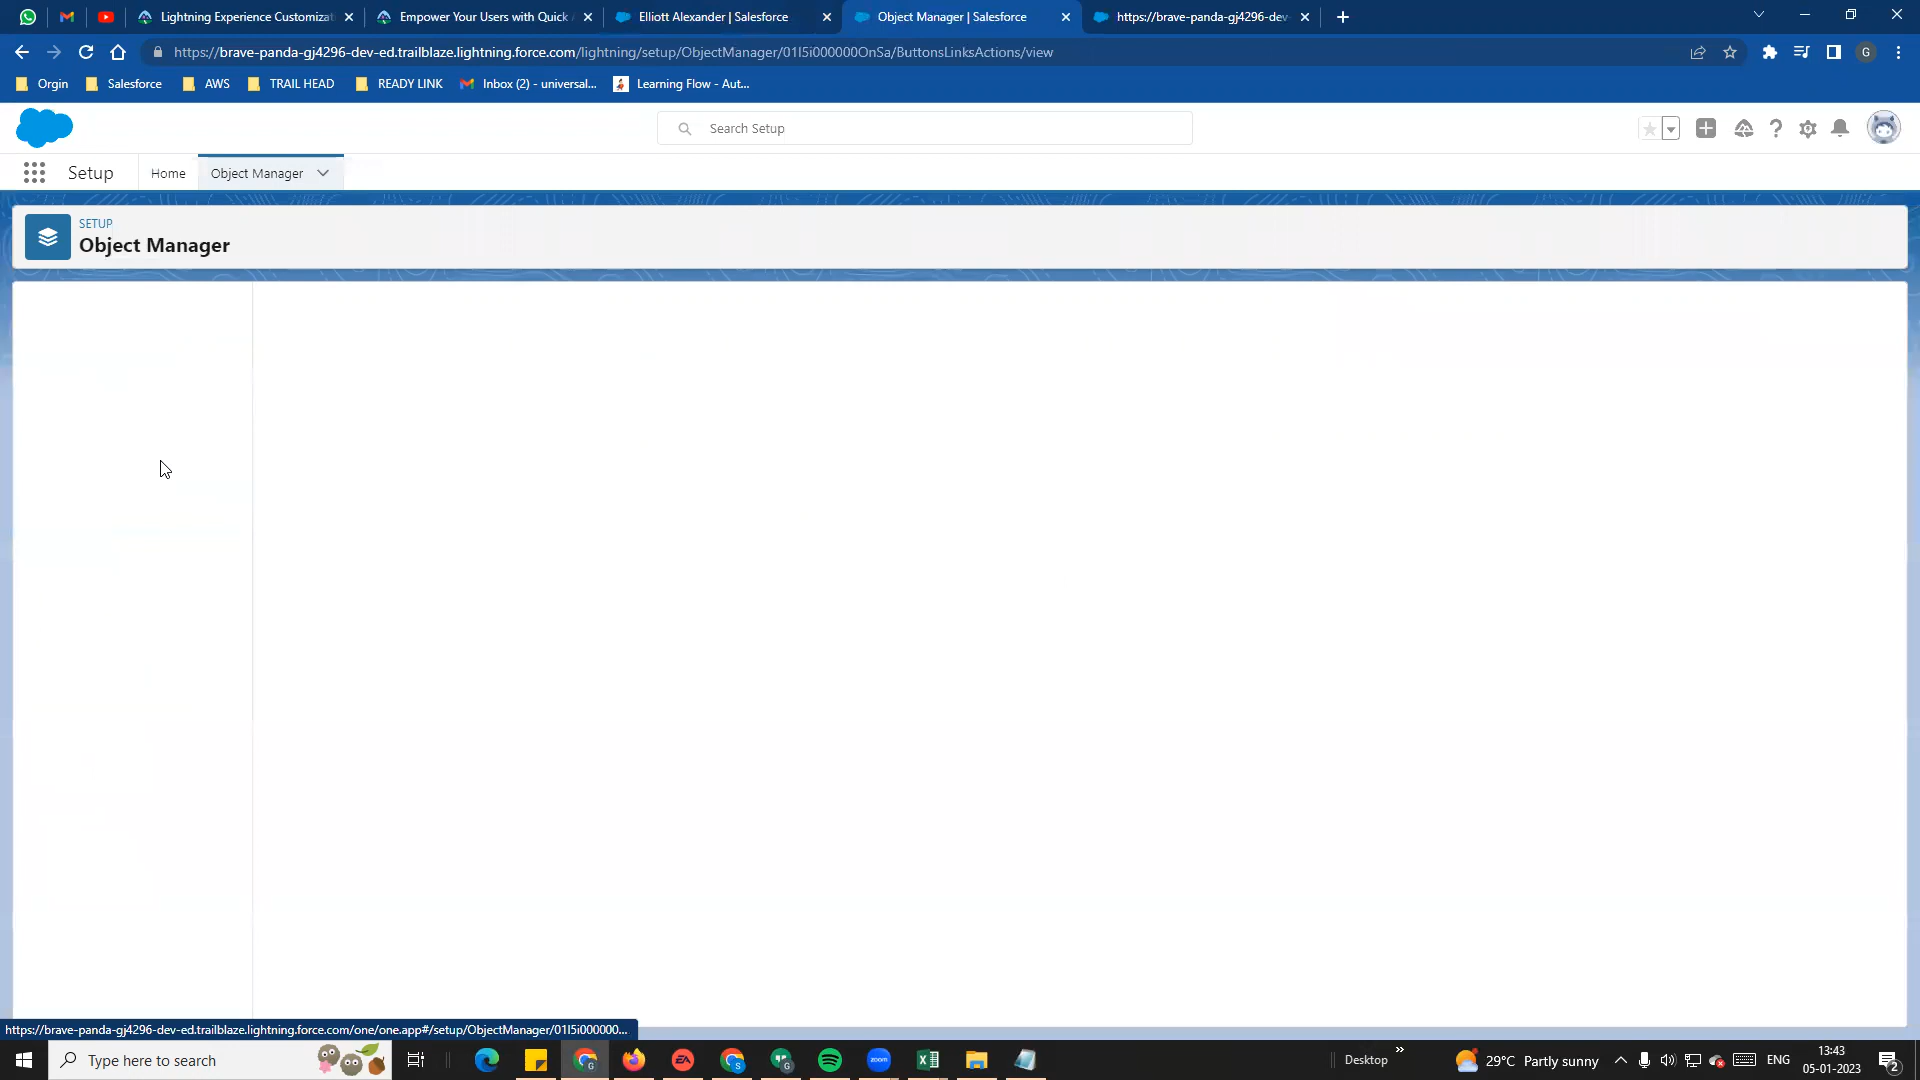 Lightning Experience Customizat
Empower Your Users with Quick A
Elliott Alexander | Salesforce
Object Manager | Salesforce
https://brave-panda-gj4296-dev-
https://brave-panda-gj4296-dev-ed.trailblaze.lightning.force.com/lightning/setup/ObjectManager/01I5i000000OnSa/ButtonsLinksActions/view
G
Orgin
Salesforce
AWS
TRAIL HEAD
READY LINK
Inbox (2) - universal...
Learning Flow - Aut...
Search Setup
Setup
Home
Object Manager
SETUP
Object Manager
https://brave-panda-gj4296-dev-ed.trailblaze.lightning.force.com/one/one.app#/setup/ObjectManager/01I5i000000...
Type here to search
G
EA
S
G
zoom
Desktop
29°C Partly sunny
ENG
13:43
05-01-2023
2